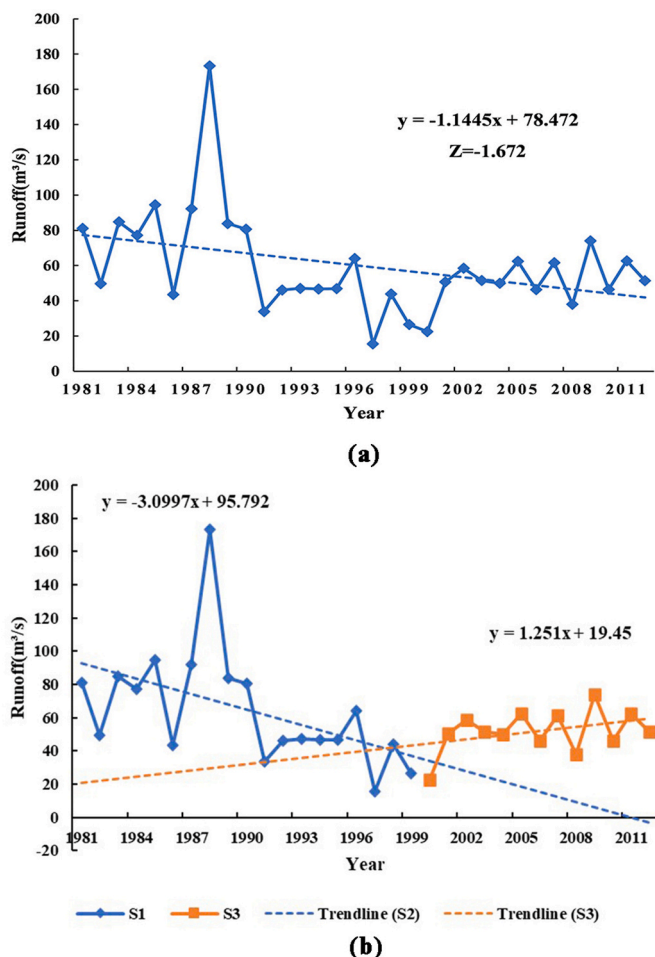 200
180
160
140
120
100
80
60
40
20
0
Runoff(m³/s)
y = -1.1445x + 78.472
Z=-1.672
1981 1984 1987 1990 1993 1996 1999 2002 2005 2008 2011
Year
(a)
200
180
160
140
120
100
80
60
40
20
0
-20
Runoff(m³/s)
y = -3.0997x + 95.792
y = 1.251x + 19.45
1981 1984 1987 1990 1993 1996 1999 2002 2005 2008 2011
Year
S1 S3 Trendline (S2) Trendline (S3)
(b)